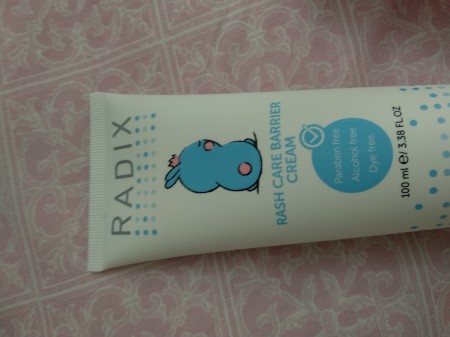 RADIX
RASH CARE BARRIER
CREAM
Paraben free
Alcohol free
Dye free
100 ml e/ 3.38 FL.OZ